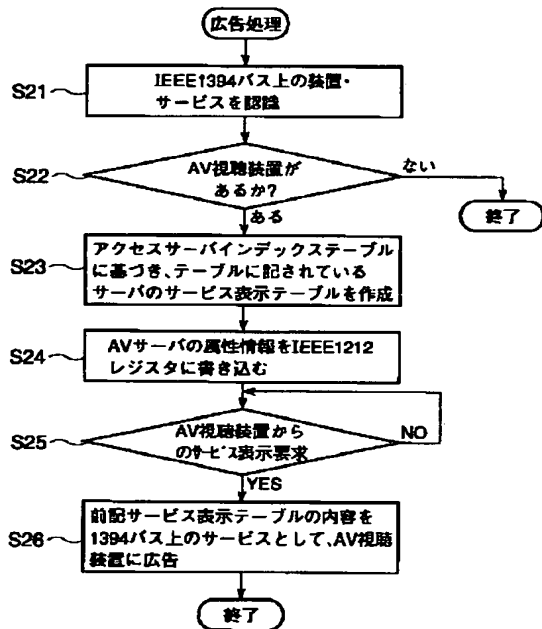 広告処理
S21
IEEE1394バス上の装置・
サービスを認識
S22
AV視聴装置が
あるか?
ない
終了
ある
S23
アクセスサーバインデックステーブル
に基づき、テーブルに記されている
サーバのサービス表示テーブルを作成
S24
AVサーバの属性情報をIEEE1212
レジスタに書き込む
S25
AV視聴装置から
のサービス表示要求
NO
YES
S26
前記サービス表示テーブルの内容を
1394バス上のサービスとして、AV視聴
装置に広告
終了